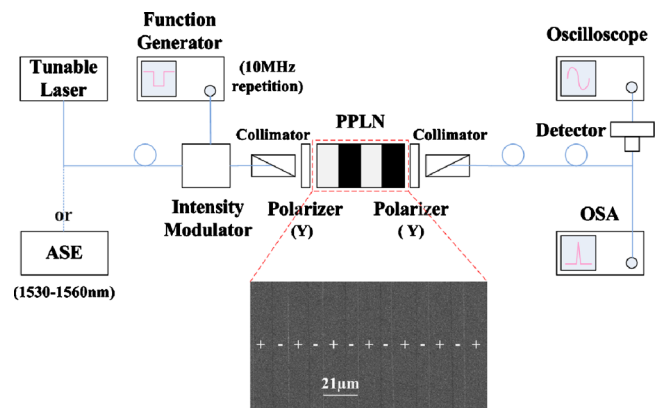 Function
Generator
(10MHz
repetition)
Tunable
Laser
Oscilloscope
PPLN
Collimator
Collimator
Detector
Intensity
Modulator
Polarizer
(Y)
Polarizer
( Y)
or
ASE
(1530-1560nm)
OSA
+ - + - + - + - + - + - +
21μm